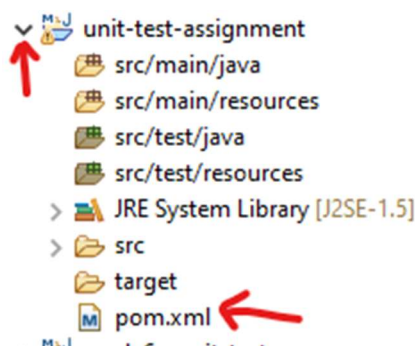 unit-test-assignment
src/main/java
src/main/resources
src/test/java
src/test/resources
JRE System Library [J2SE-1.5]
src
target
pom.xml